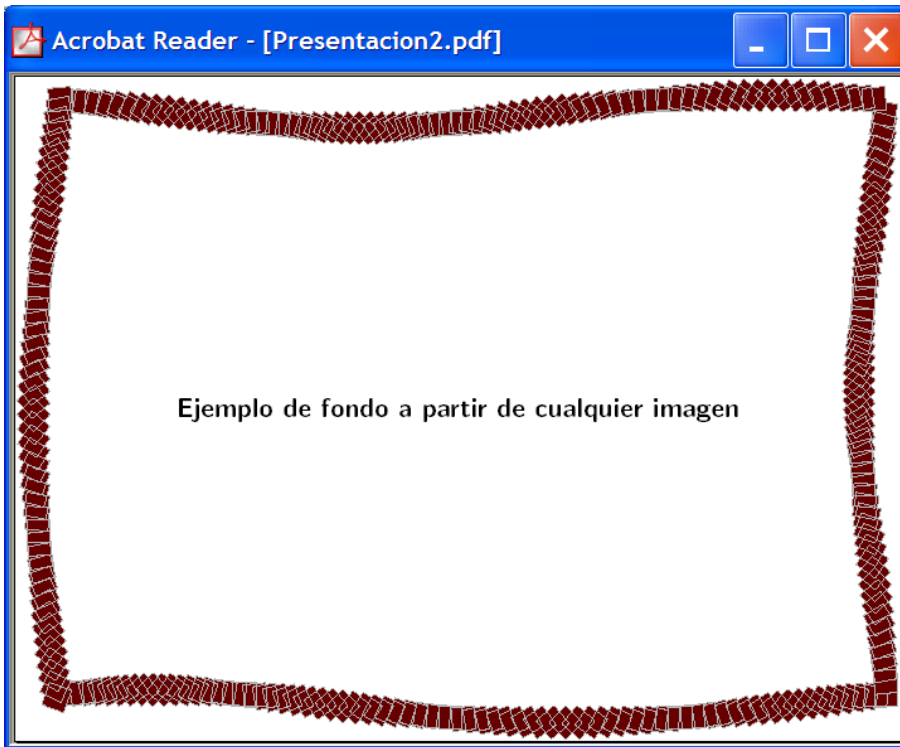 Acrobat Reader - [Presentacion2.pdf]
Ejemplo de fondo a partir de cualquier imagen